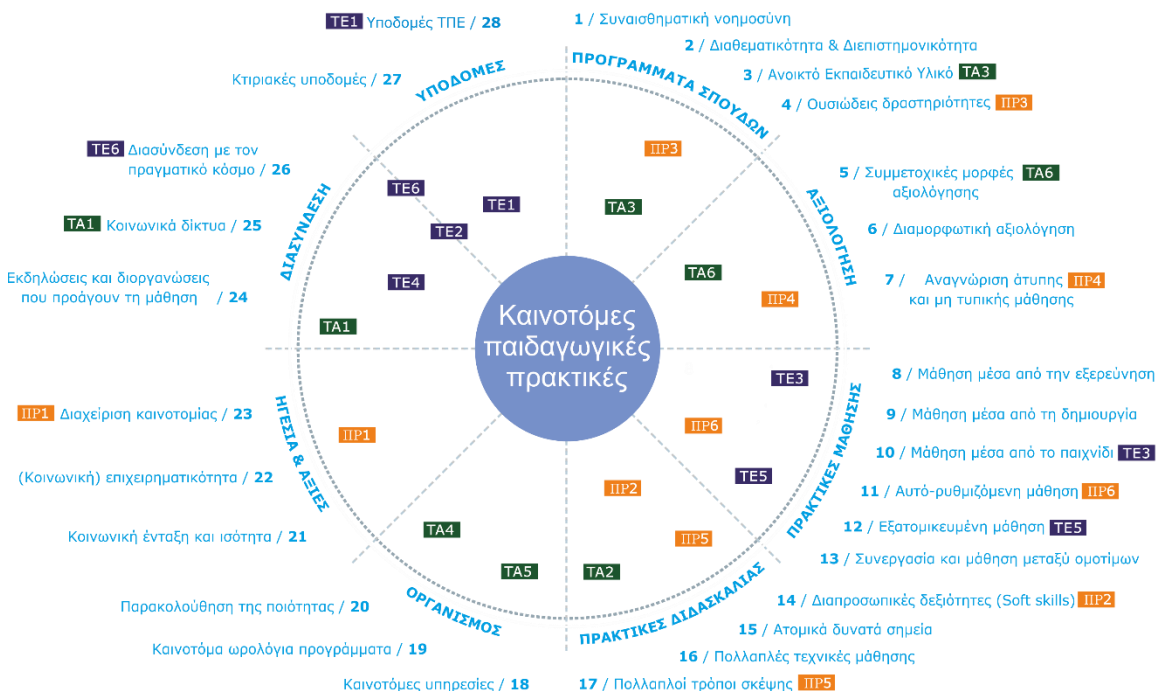 ΤΕ1 Υποδομές ΤΠΕ / 28
1 / Συναισθηματική νοημοσύνη
2 / Διαθεματικότητα & Διεπιστημονικότητα
3 / Ανοικτό Εκπαιδευτικό Υλικό ΤΑ3
4 / Ουσιώδεις δραστηριότητες ΠΡ3
Κτιριακές υποδομές / 27
ΥΠΟΔΟΜΕΣ
ΠΡΟΓΡΑΜΜΑΤΑ ΣΠΟΥΔΩΝ
ΤΕ6 Διασύνδεση με τον
πραγματικό κόσμο / 26
ΤΑ1 Κοινωνικά δίκτυα / 25
Εκδηλώσεις και διοργανώσεις
που προάγουν τη μάθηση / 24
ΔΙΑΣΥΝΔΕΣΗ
ΑΞΙΟΛΟΓΗΣΗ
5 / Συμμετοχικές μορφές ΤΑ6
αξιολόγησης
6 / Διαμορφωτική αξιολόγηση
7 / Αναγνώριση άτυπης ΠΡ4
και μη τυπικής μάθησης
ΠΡ3
ΤΕ6
ΤΕ1
ΤΑ3
ΤΕ2
ΤΕ4
ΤΑ6
ΠΡ4
ΤΑ1
Καινοτόμες
παιδαγωγικές
πρακτικές
ΤΕ3
ΠΡ1
ΠΡ6
ΤΕ5
ΠΡ2
ΤΑ4
ΠΡ5
ΤΑ5
ΤΑ2
ΗΓΕΣΙΑ & ΑΞΙΕΣ
ΠΡΑΚΤΙΚΕΣ ΜΑΘΗΣΗΣ
8 / Μάθηση μέσα από την εξερεύνηση
9 / Μάθηση μέσα από τη δημιουργία
10 / Μάθηση μέσα από το παιχνίδι ΤΕ3
11 / Αυτό-ρυθμιζόμενη μάθηση ΠΡ6
12 / Εξατομικευμένη μάθηση ΤΕ5
13 / Συνεργασία και μάθηση μεταξύ ομοτίμων
ΠΡ1 Διαχείριση καινοτομίας / 23
(Κοινωνική) επιχειρηματικότητα / 22
Κοινωνική ένταξη και ισότητα / 21
ΟΡΓΑΝΙΣΜΟΣ
ΠΡΑΚΤΙΚΕΣ ΔΙΔΑΣΚΑΛΙΑΣ
Παρακολούθηση της ποιότητας / 20
Καινοτόμα ωρολόγια προγράμματα / 19
Καινοτόμες υπηρεσίες / 18
14 / Διαπροσωπικές δεξιότητες (Soft skills) ΠΡ2
15 / Ατομικά δυνατά σημεία
16 / Πολλαπλές τεχνικές μάθησης
17 / Πολλαπλοί τρόποι σκέψης ΠΡ5